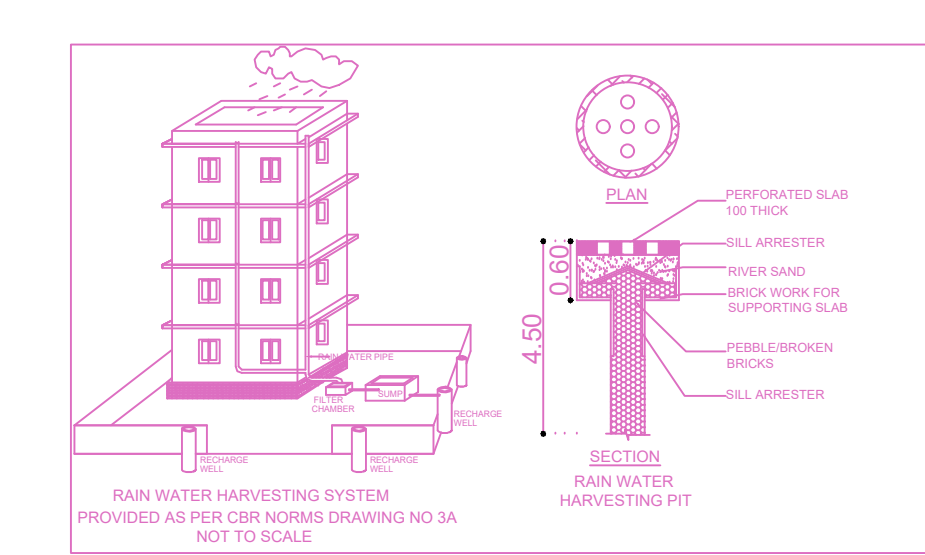 PLAN
PERFORATED SLAB
100 THICK
SILL ARRESTER
RIVER SAND
BRICK WORK FOR
SUPPORTING SLAB
PEBBLE/BROKEN
BRICKS
SILL ARRESTER
0.60
4.50
SECTION
RAIN WATER
HARVESTING PIT
RAIN WATER PIPE
FILTER
CHAMBER
SUMP
RECHARGE
WELL
RECHARGE
WELL
RECHARGE
WELL
RAIN WATER HARVESTING SYSTEM
PROVIDED AS PER CBR NORMS DRAWING NO 3A
NOT TO SCALE